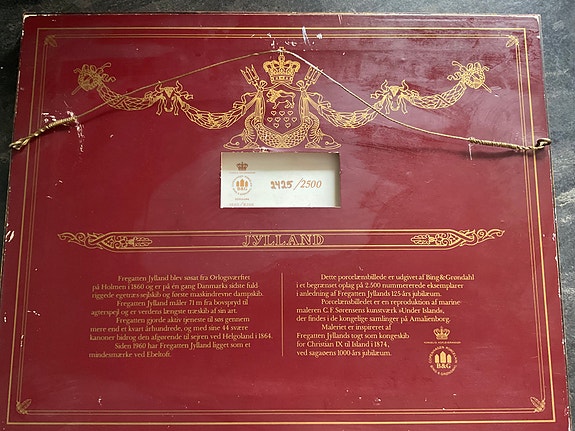 2425/2500
B&G
JYLLAND
Fregatten Jylland blev søsat fra Orlogsværftet
på Holmen i 1860 og er på én gang Danmarks sidste fuld
riggede egetræsejlskib og første maskindrevne dampskib.
Fregatten Jylland måler 71 m fra bovspryd til
agterspejl og er verdens længste træskib af sin art.
Fregatten gjorde aktiv tjeneste til søs gennem
mere end et kvart århundrede, og med sine 44 svære
kanoner bidrog den afgørende til sejren ved Helgoland i 1864.
Siden 1960 har Fregatten Jylland ligget som et
mindesmærke ved Ebeltoft.
Dette porcelænsbillede er udgivet af Bing & Grøndahl
i et begrænset oplag på 2.500 nummererede eksemplarer
i anledning af Fregatten Jyllands 125-års jubilæum.
Porcelænsbilledet er en reproduktion af marine-
maleren C.F. Sørensens kunstværk »Under Island«,
der findes i de kongelige samlinger på Amalienborg.
Maleriet er inspireret af
Fregatten Jyllands togt som kongeskib
for Christian IX til Island i 1874,
ved sagaøens 1000-års jubilæum.
B&G